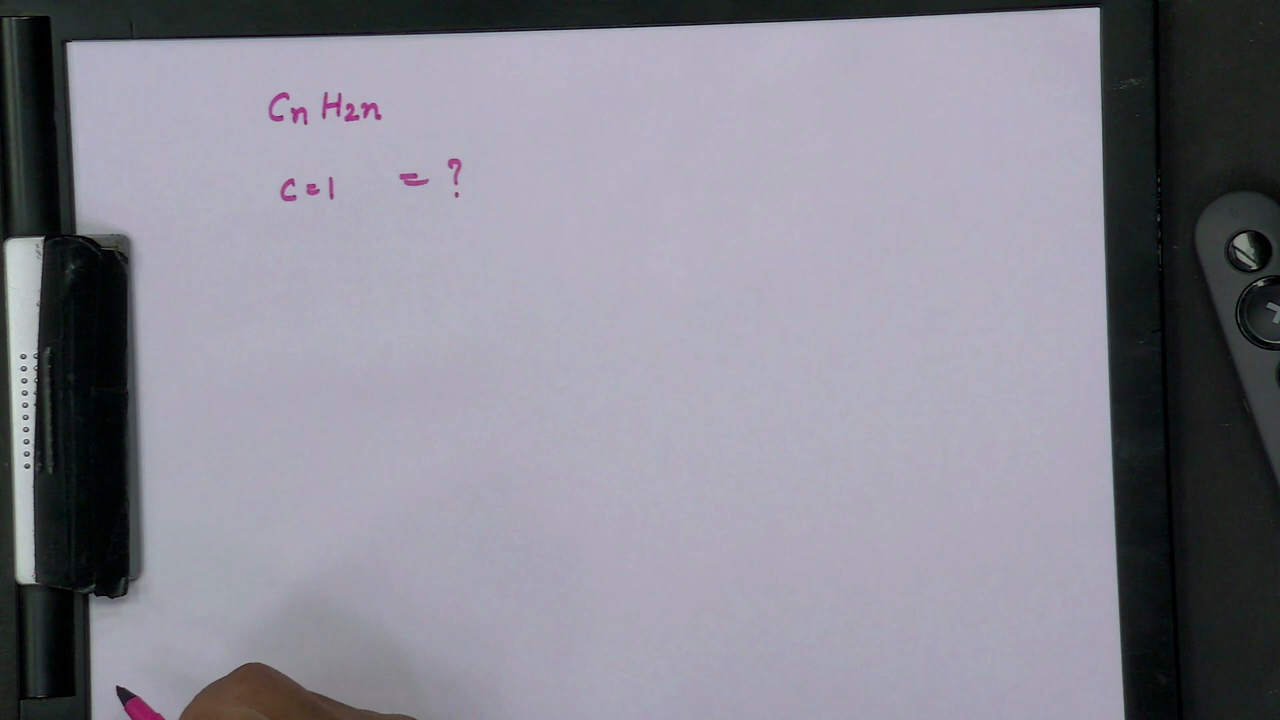 Cn H2n
C=1 = ?